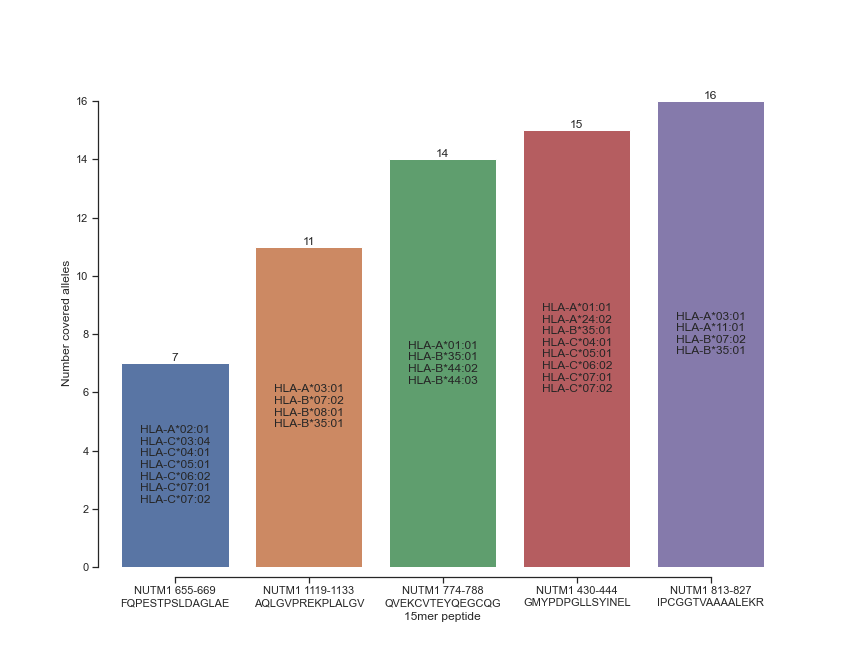 Number covered alleles
16
14
12
10
8
6
4
2
0
7
HLA-A*02:01
HLA-C*03:04
HLA-C*04:01
HLA-C*05:01
HLA-C*06:02
HLA-C*07:01
HLA-C*07:02
11
HLA-A*03:01
HLA-B*07:02
HLA-B*08:01
HLA-B*35:01
14
HLA-A*01:01
HLA-B*35:01
HLA-B*44:02
HLA-B*44:03
15
HLA-A*01:01
HLA-A*24:02
HLA-B*35:01
HLA-C*04:01
HLA-C*05:01
HLA-C*06:02
HLA-C*07:01
HLA-C*07:02
16
HLA-A*03:01
HLA-A*11:01
HLA-B*07:02
HLA-B*35:01
NUTM1 655-669
FQPESTPSLDAGLAE
NUTM1 1119-1133
AQLGVPREKPLALGV
NUTM1 774-788
QVEKCVTEYQEGCQG
NUTM1 430-444
GMYPDPGLLSYINEL
NUTM1 813-827
IPCGGTVAAAALEKR
15mer peptide